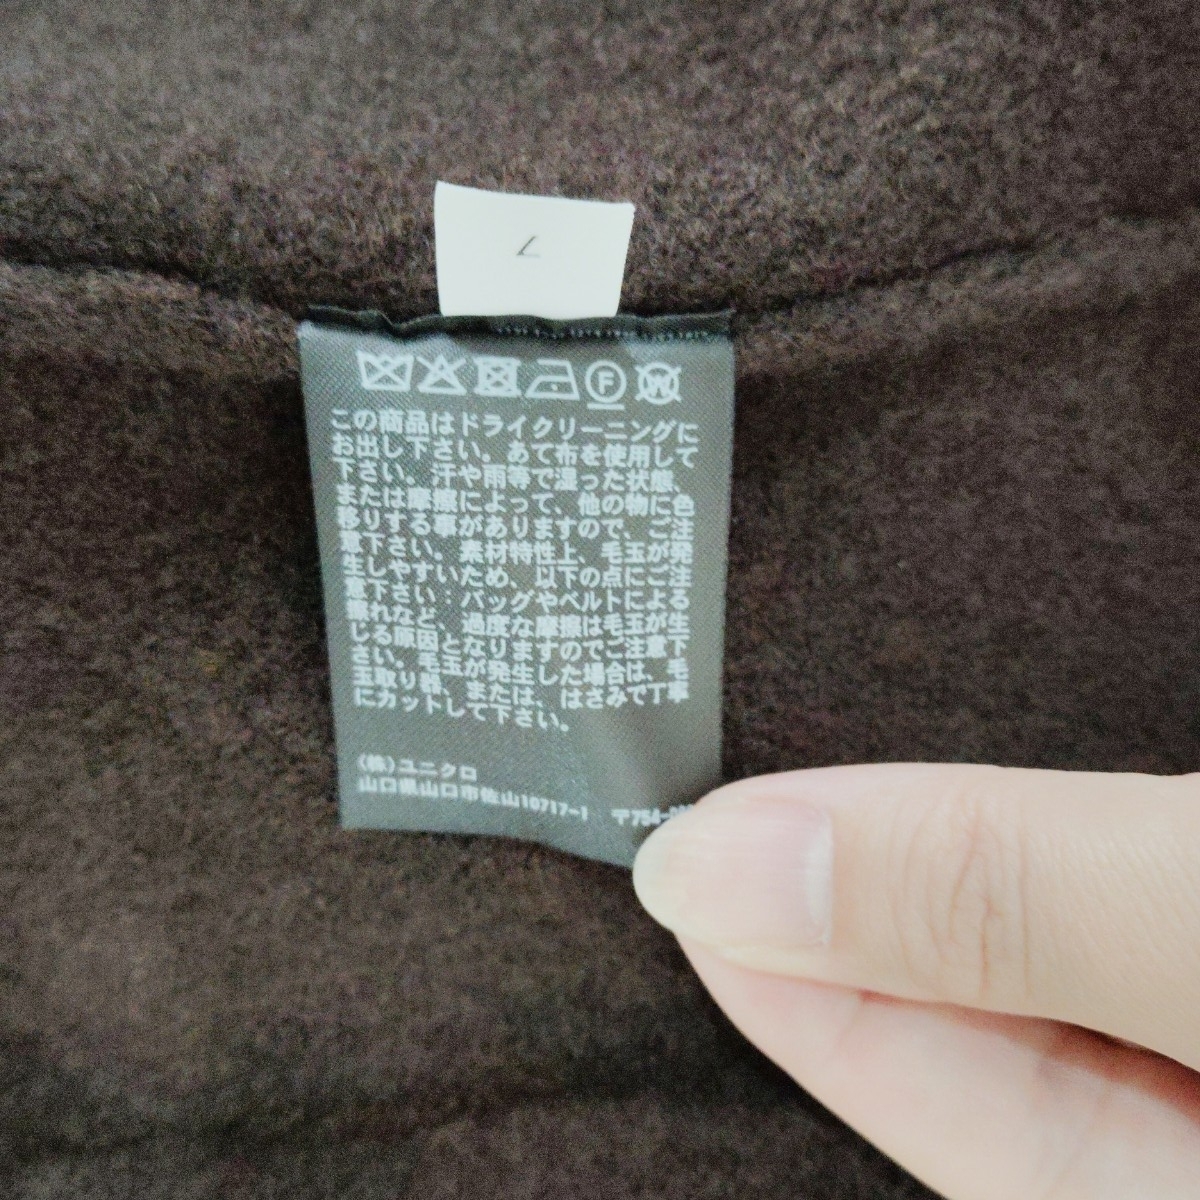 7
この商品はドライクリーニングに
お出し下さい。あて布を使用して
下さい。汗や雨等で湿った状態、
または摩擦によって、他の物に色
移りする事がありますので、ご注
意下さい。素材特性上、毛玉が発
生しやすいため、以下の点にご注
意下さい：バッグやベルトによる
擦れなど、過度な摩擦は毛玉が生
じる原因となりますのでご注意下
さい。毛玉が発生した場合は、毛
玉取り器、または、はさみで丁寧
にカットして下さい。
(株)ユニクロ
山口県山口市佐山10717-1 〒754-